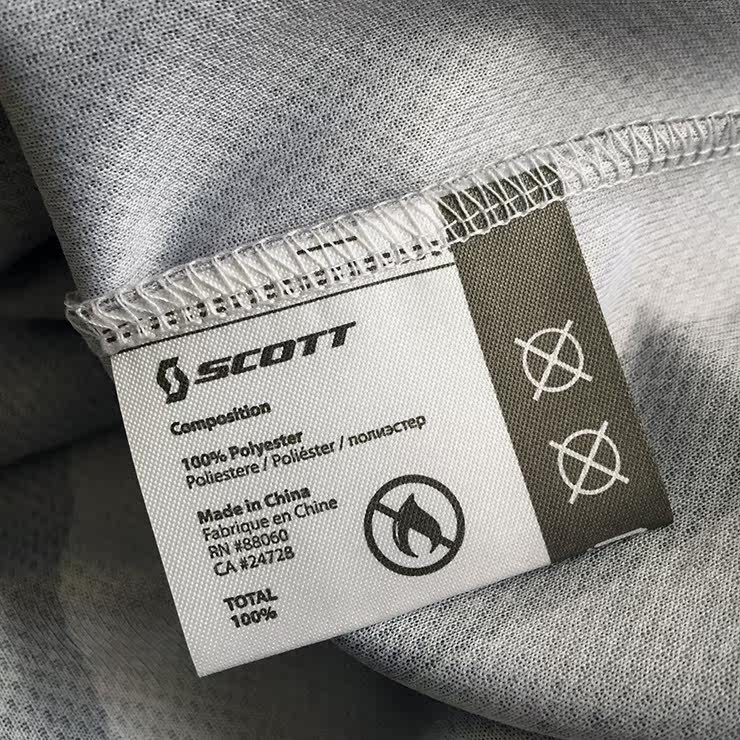 SCOTT
Composition
100% Polyester
Poliestere / Poliéster / полиэстер
Made in China
Fabrique en Chine
RN #88060
CA #24728
TOTAL
100%